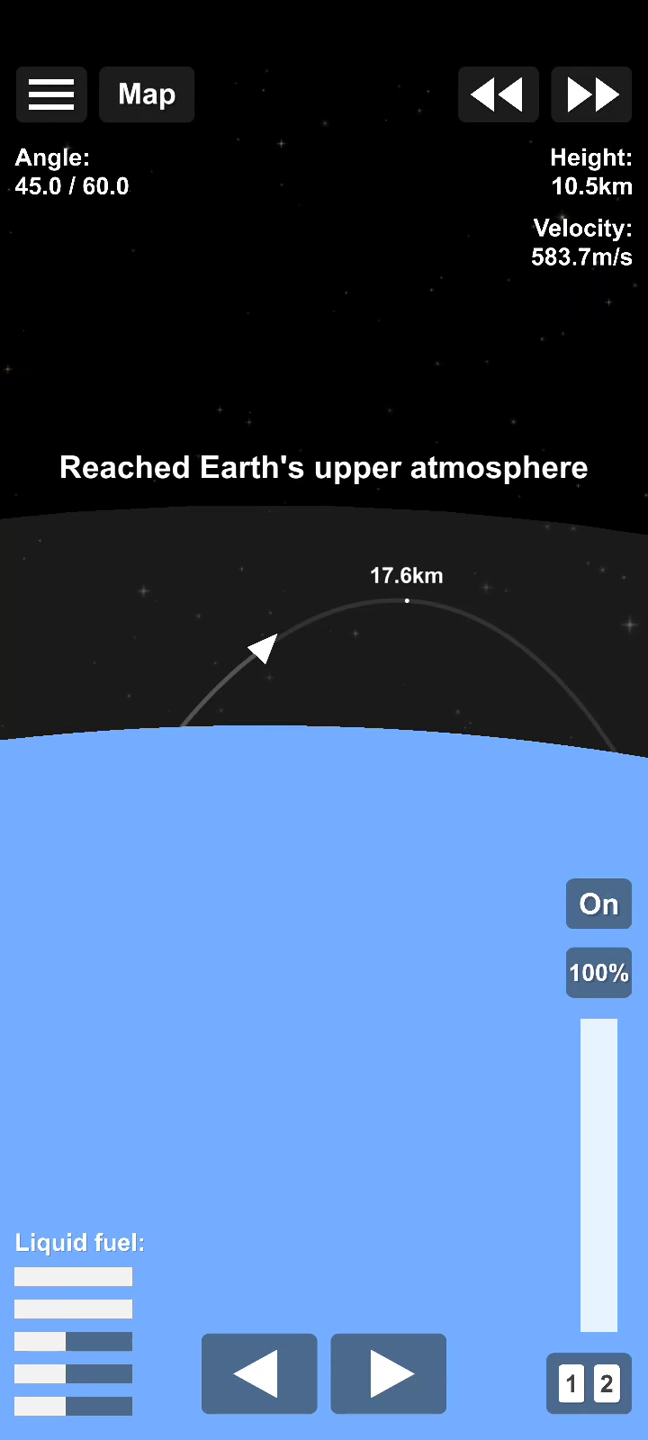 Map
Angle:
45.0 / 60.0
Height:
10.5km
Velocity:
583.7m/s
Reached Earth's upper atmosphere
17.6km
On
100%
Liquid fuel:
1 2